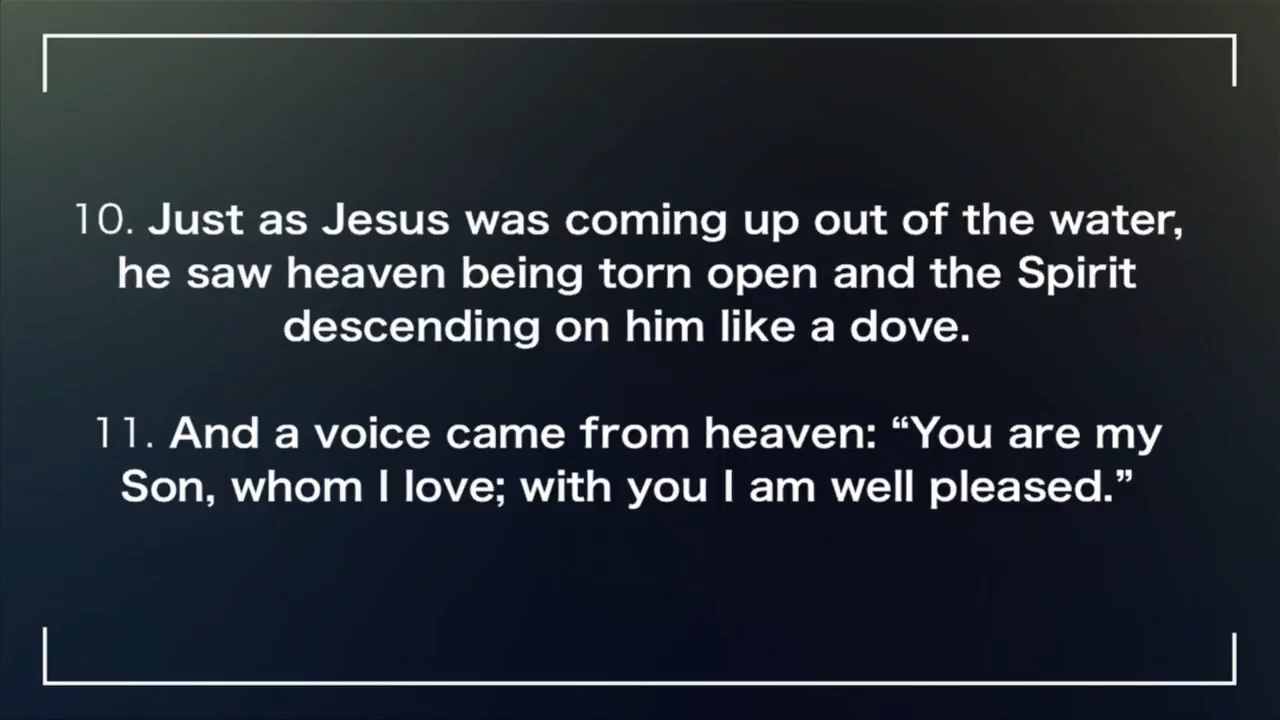 10. Just as Jesus was coming up out of the water,
he saw heaven being torn open and the Spirit
descending on him like a dove.
11. And a voice came from heaven: “You are my
Son, whom I love; with you I am well pleased.”